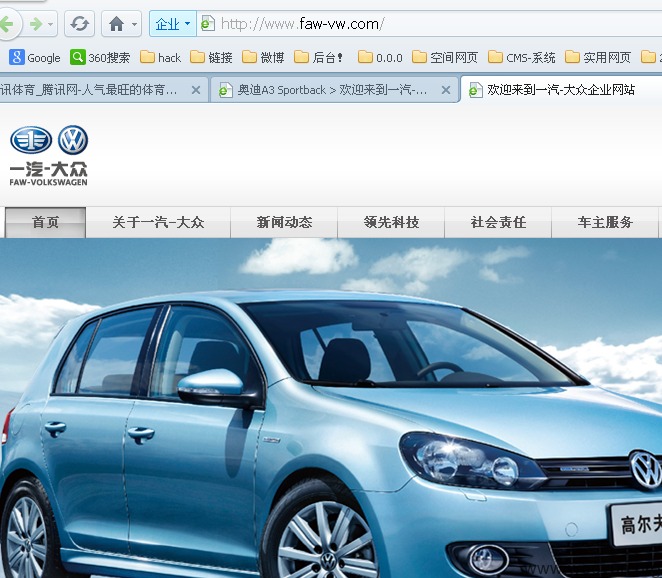 企业
http://www.faw-vw.com/
Google 360搜索 hack 链接 微博 后台! 0.0.0 空间网页 CMS-系统 实用网页
讯体育_腾讯网-人气最旺的体育... 奥迪A3 Sportback > 欢迎来到一汽-... 欢迎来到一汽-大众企业网站
一汽-大众
FAW-VOLKSWAGEN
首页 关于一汽-大众 新闻动态 领先科技 社会责任 车主服务
高尔夫